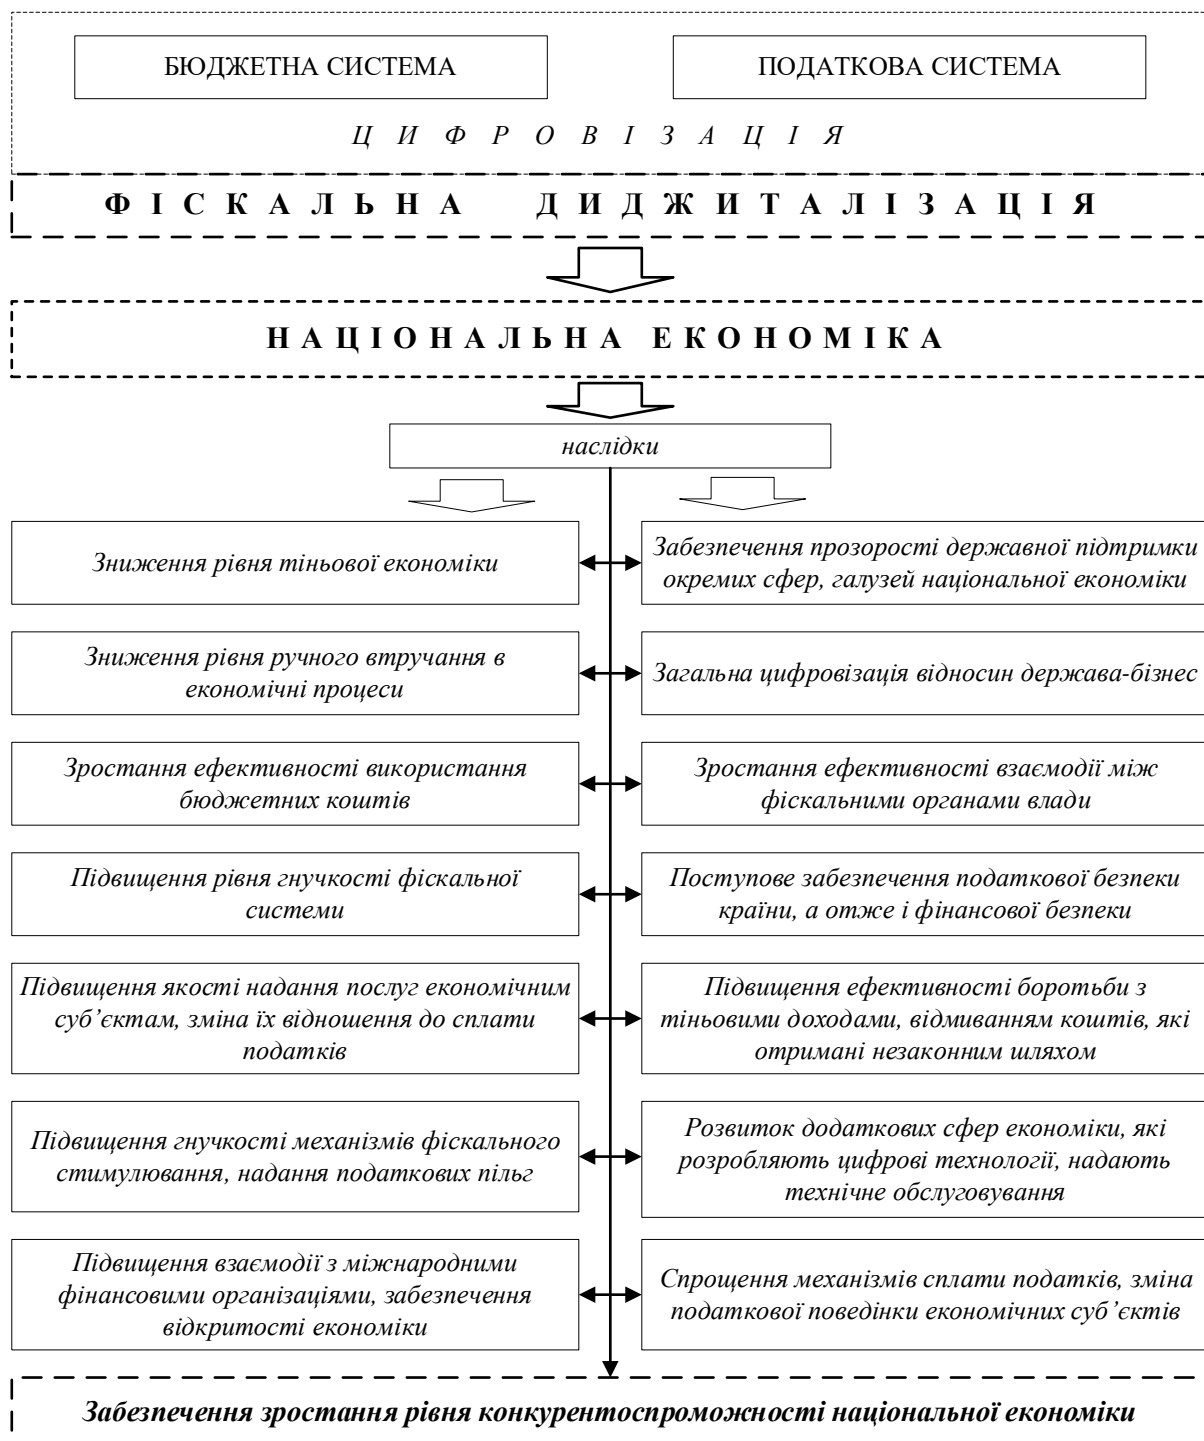 БЮДЖЕТНА СИСТЕМА
ПОДАТКОВА СИСТЕМА
ЦИФРОВІЗАЦІЯ
ФІСКАЛЬНА ДИДЖИТАЛІЗАЦІЯ
НАЦІОНАЛЬНА ЕКОНОМІКА
наслідки
Зниження рівня тіньової економіки
Забезпечення прозорості державної підтримки
окремих сфер, галузей національної економіки
Зниження рівня ручного втручання в
економічні процеси
Загальна цифровізація відносин держава-бізнес
Зростання ефективності використання
бюджетних коштів
Зростання ефективності взаємодії між
фіскальними органами влади
Підвищення рівня гнучкості фіскальної
системи
Поступове забезпечення податкової безпеки
країни, а отже і фінансової безпеки
Підвищення якості надання послуг економічним
суб’єктам, зміна їх відношення до сплати
податків
Підвищення ефективності боротьби з
тіньовими доходами, відмиванням коштів, які
отримані незаконним шляхом
Підвищення гнучкості механізмів фіскального
стимулювання, надання податкових пільг
Розвиток додаткових сфер економіки, які
розробляють цифрові технології, надають
технічне обслуговування
Підвищення взаємодії з міжнародними
фінансовими організаціями, забезпечення
відкритості економіки
Спрощення механізмів сплати податків, зміна
податкової поведінки економічних суб’єктів
Забезпечення зростання рівня конкурентоспроможності національної економіки